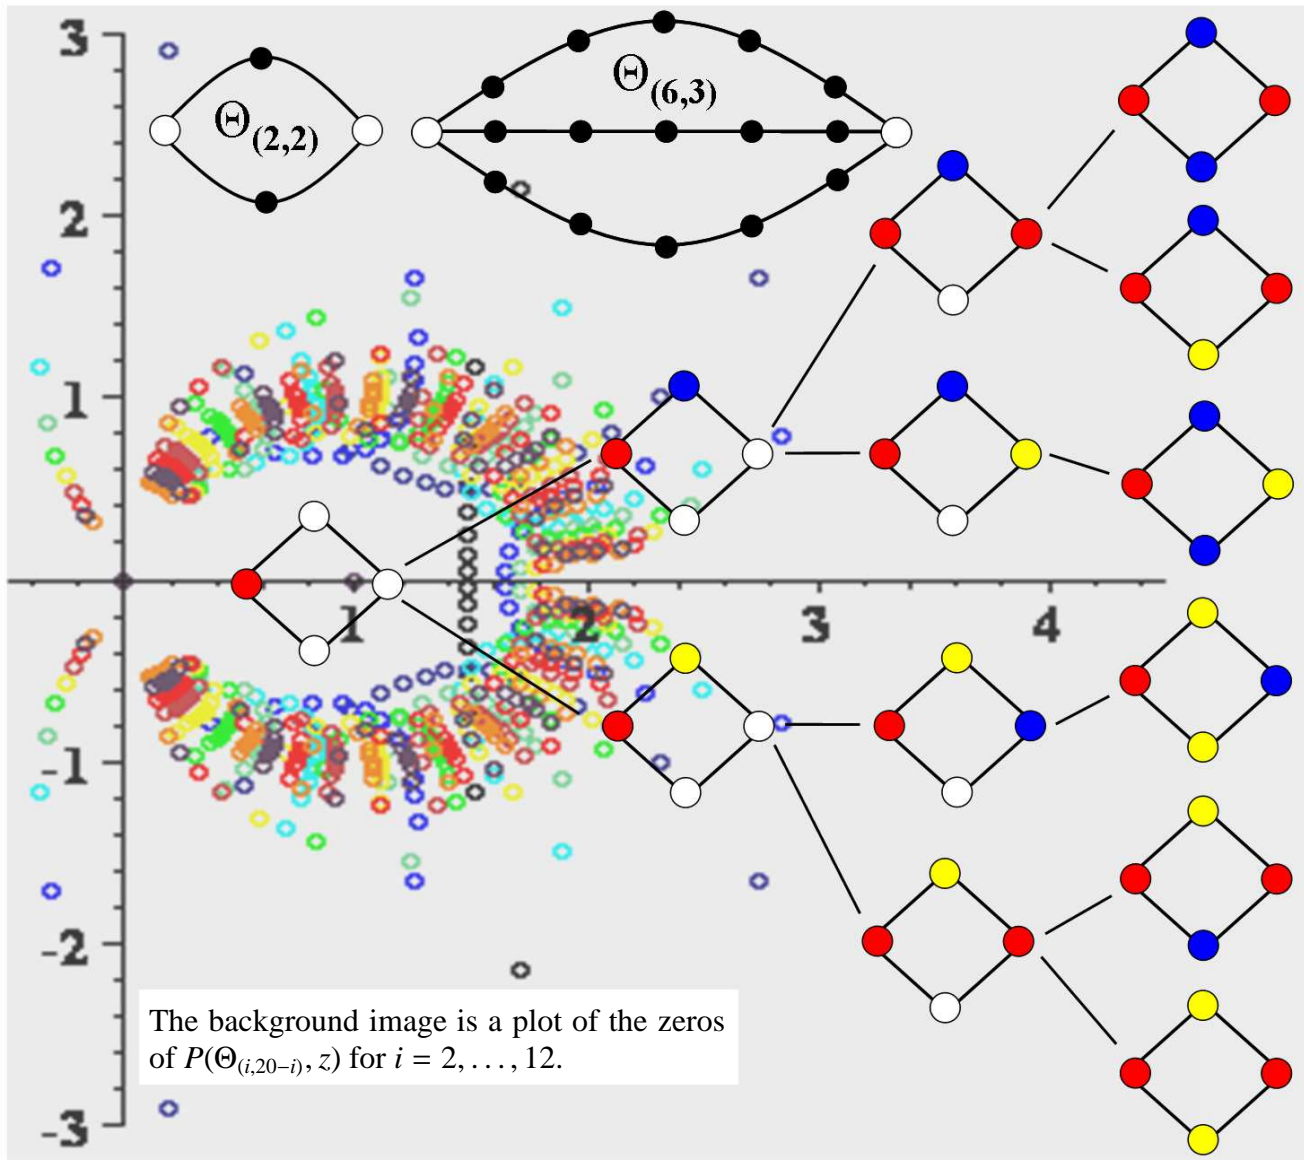 3
Θ(2,2)
Θ(6,3)
2
1
1
2
3
4
-1
-2
The background image is a plot of the zeros
of P(Θ(i,20−i), z) for i = 2, . . . , 12.
-3